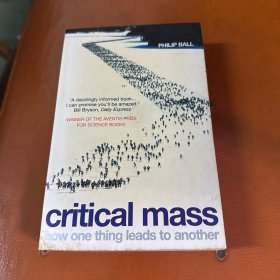 PHILIP BALL
'A dazzlingly informed book.
I can promise you'll be amazed.'
Bill Bryson, Daily Express
WINNER OF THE AVENTIS PRIZE
FOR SCIENCE BOOKS
critical mass
how one thing leads to another